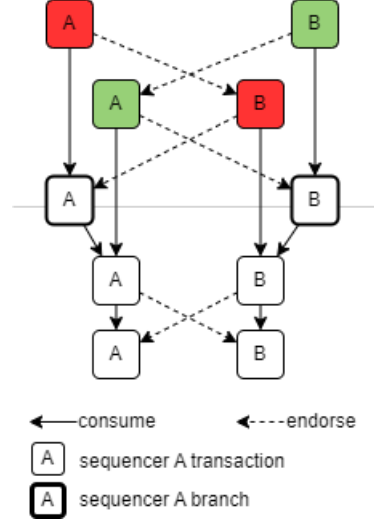 A B
A B
A B
A B
A B
consume endorse
A sequencer A transaction
A sequencer A branch